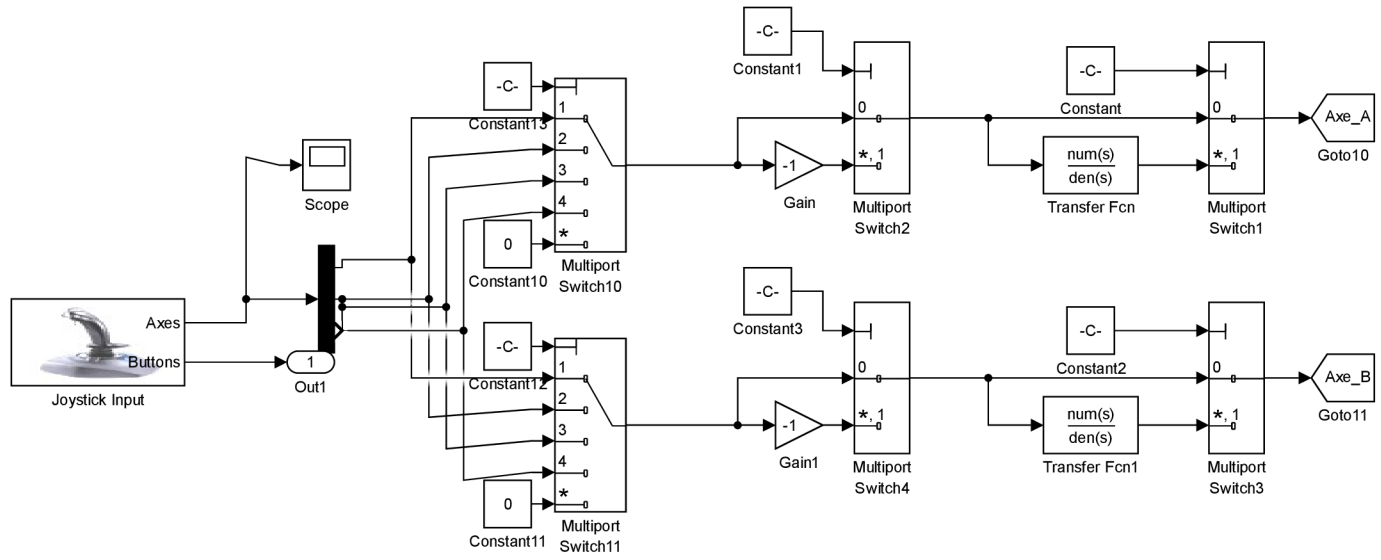 -C-
Constant1
-C-
Constant13
1
2
3
4
*
0
Constant10
Multiport
Switch10
0
*, 1
-1
Gain
Multiport
Switch2
-C-
Constant
num(s)
den(s)
Transfer Fcn
0
*, 1
Multiport
Switch1
Axe_A
Goto10
Scope
Axes
Buttons
Joystick Input
1
Out1
-C-
Constant12
1
2
3
4
*
0
Constant11
Multiport
Switch11
-C-
Constant3
0
*, 1
-1
Gain1
Multiport
Switch4
-C-
Constant2
num(s)
den(s)
Transfer Fcn1
0
*, 1
Multiport
Switch3
Axe_B
Goto11